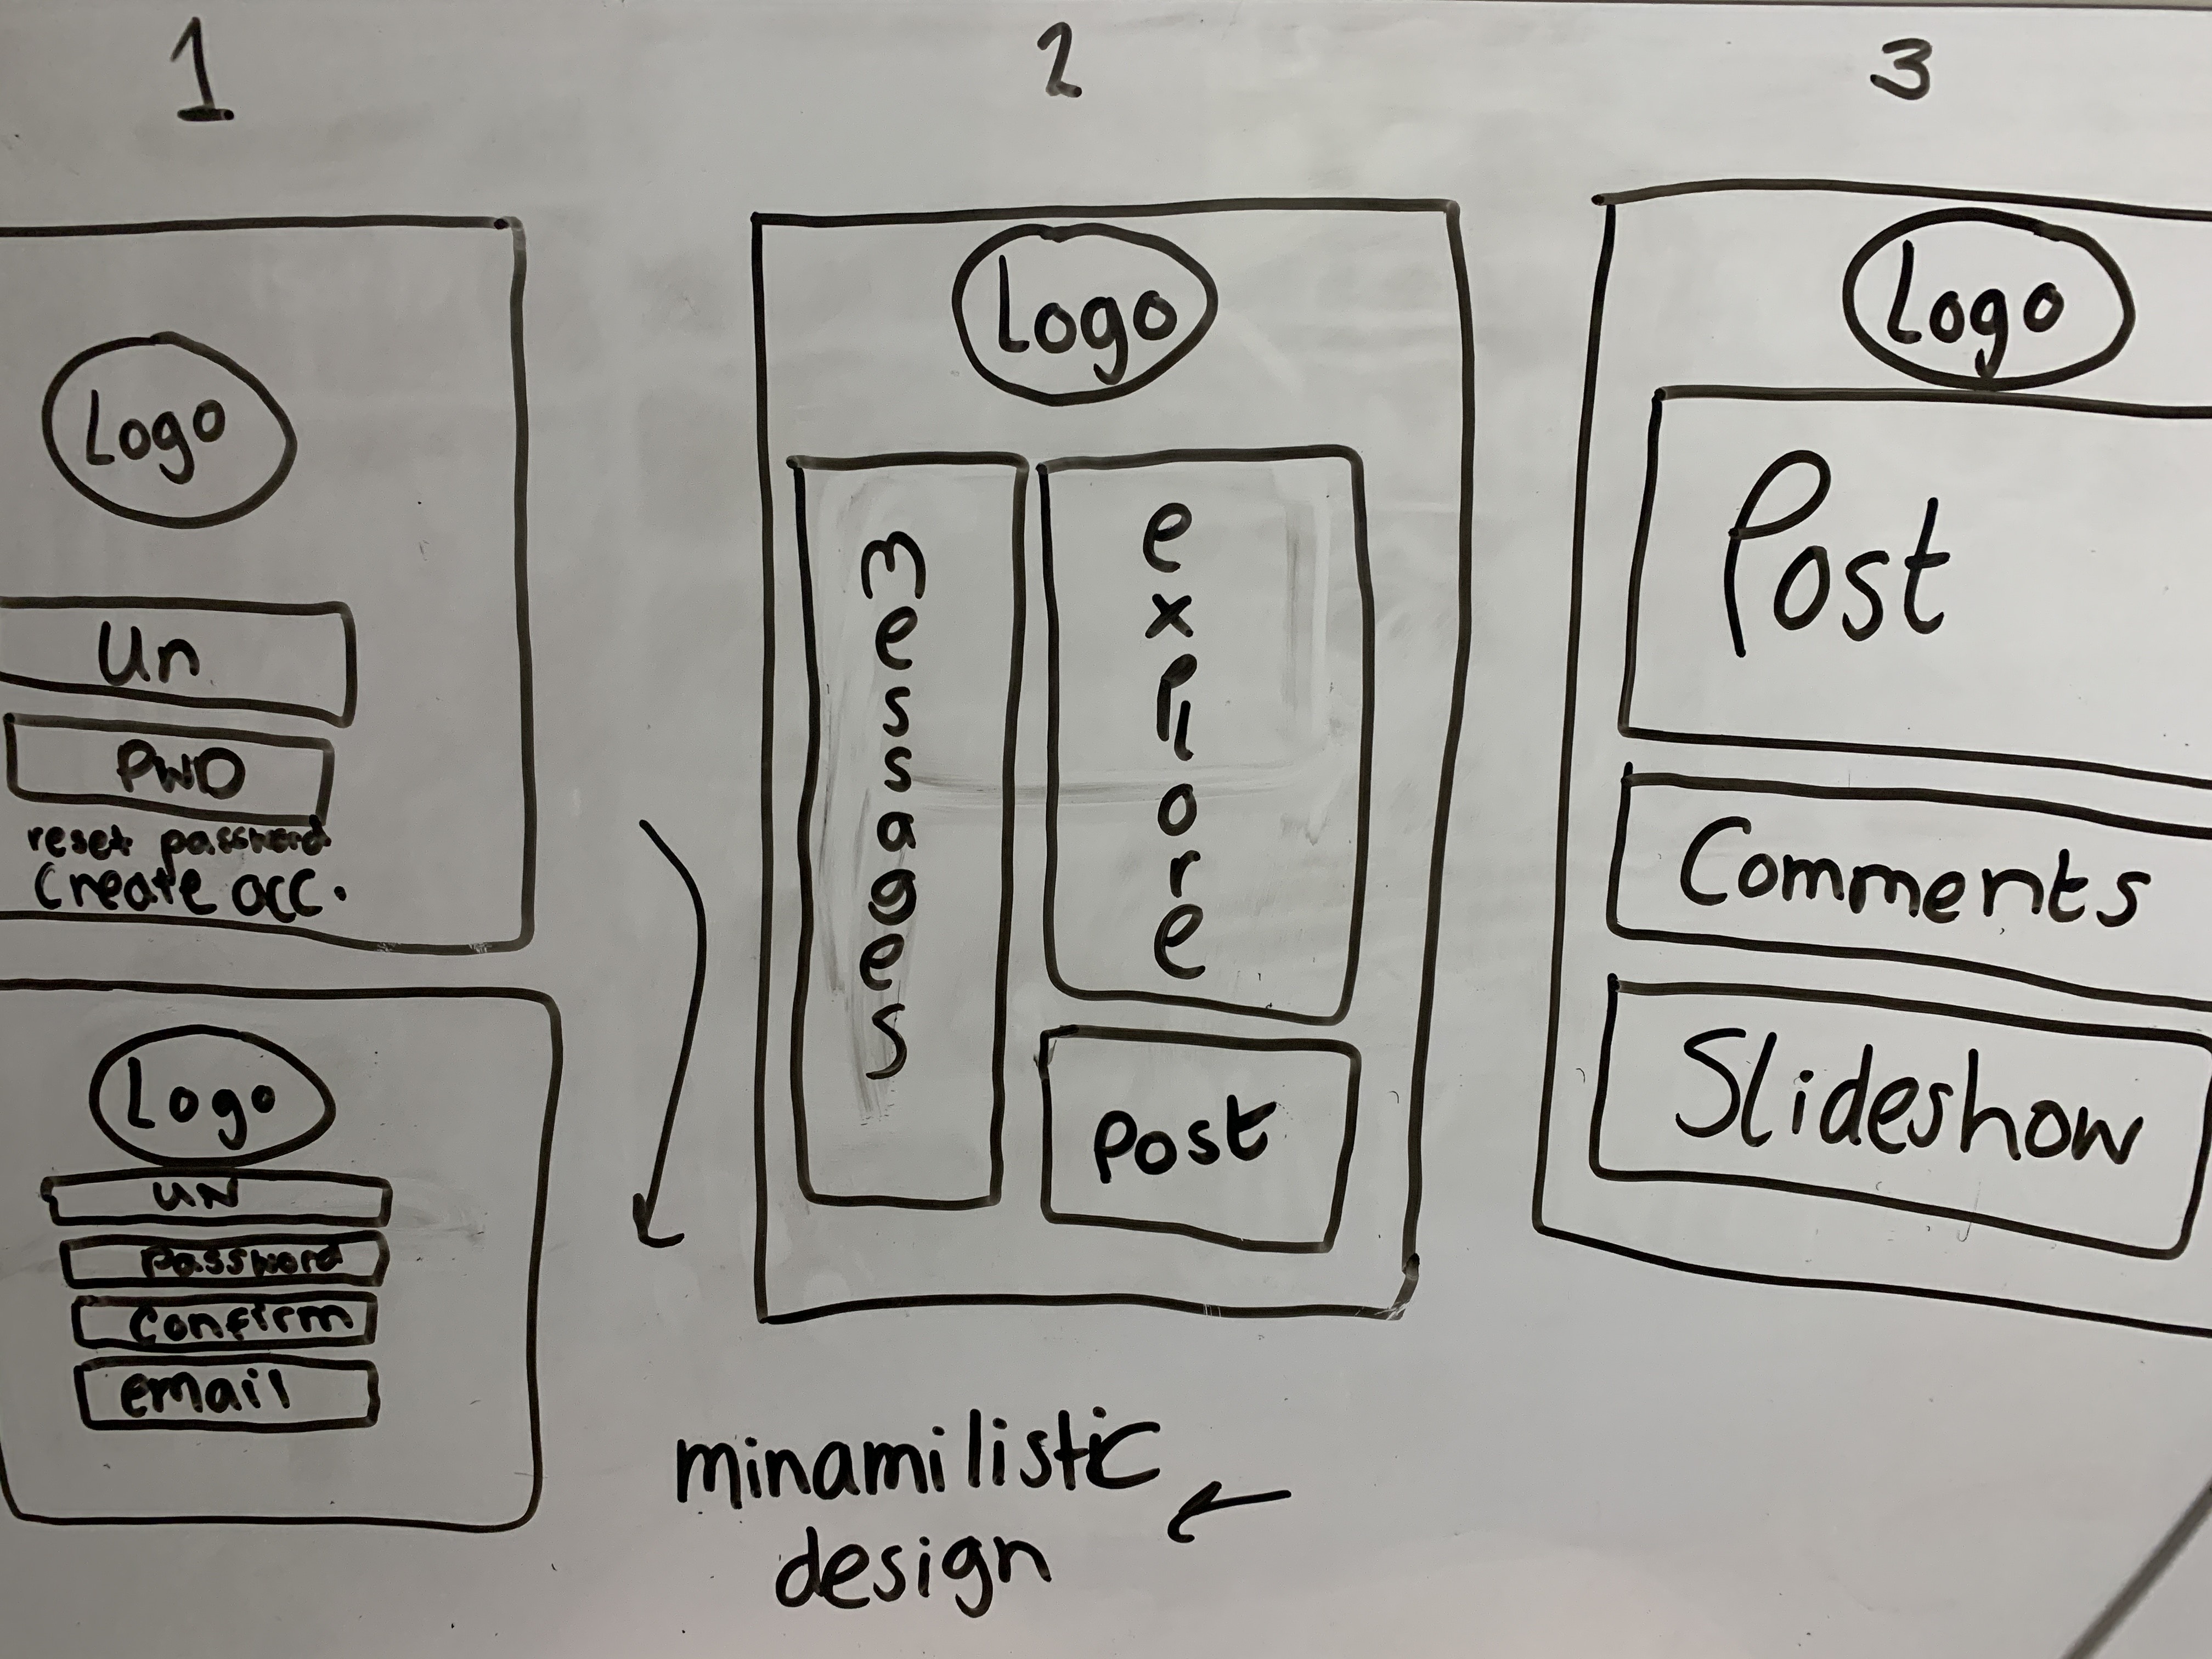 1
2
3
Logo
Un
PWD
reset password
Create acc.
Logo
UN
Password
Confirm
email
Logo
messages
explore
Post
Logo
Post
Comments
Slideshow
minamilistic
design